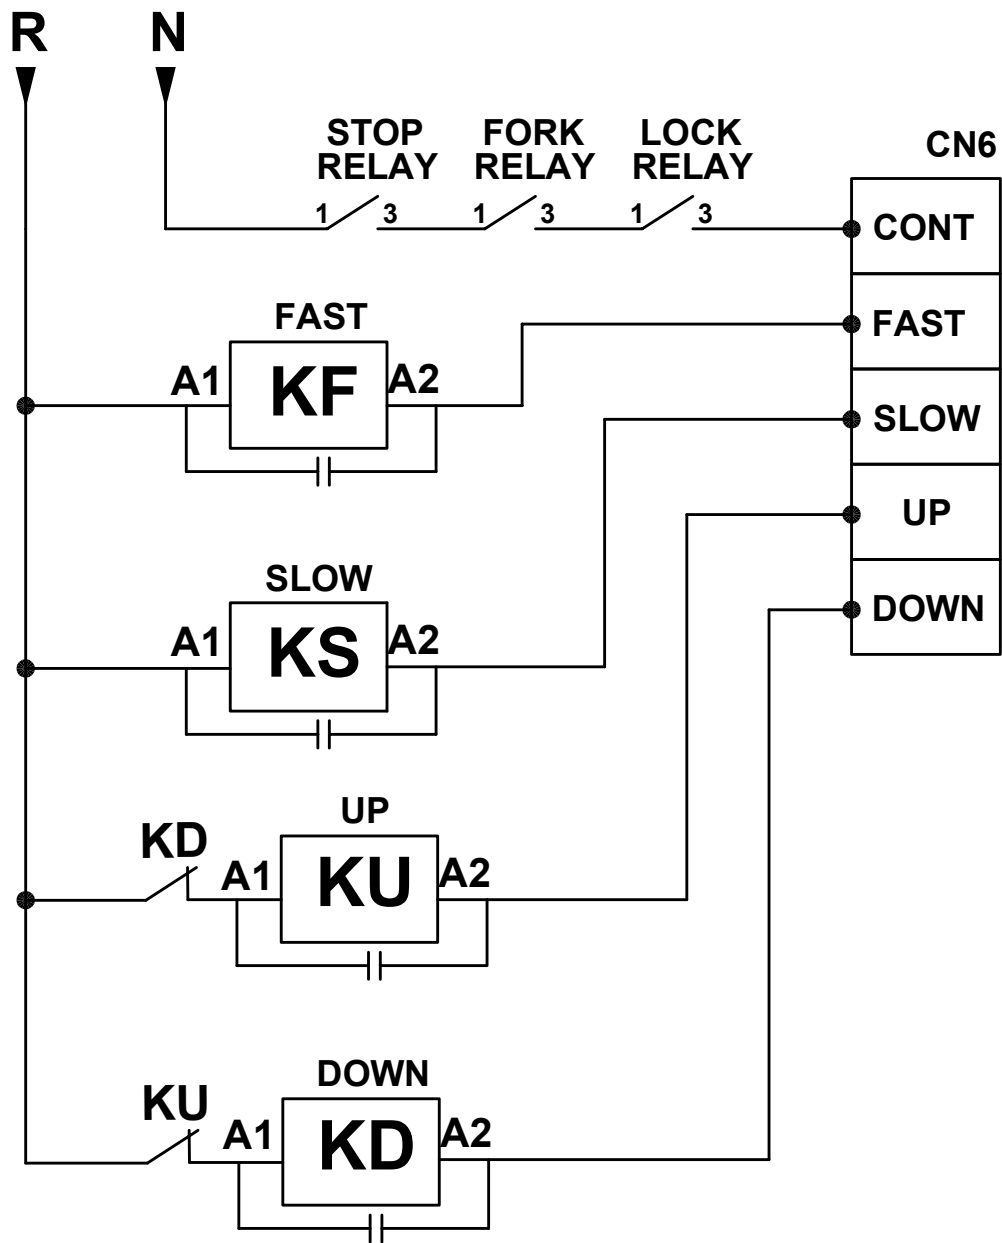 R N
STOP RELAY
FORK RELAY
LOCK RELAY
CN6
1 3 1 3 1 3
CONT
FAST
FAST
A1 KF A2
SLOW
SLOW
A1 KS A2
UP
DOWN
UP
KD A1 KU A2
DOWN
KU A1 KD A2